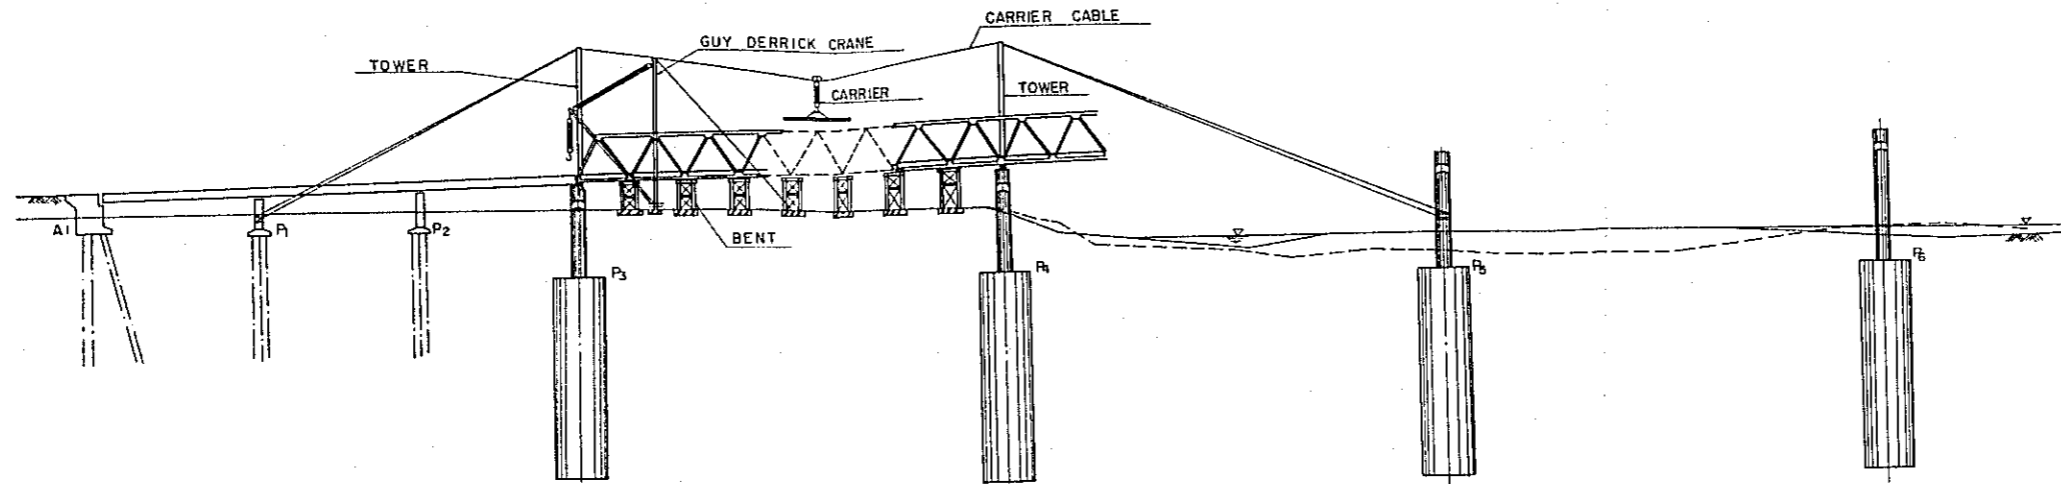 CARRIER CABLE
GUY DERRICK CRANE
TOWER
CARRIER
TOWER
A1
P1
P2
BENT
P3
P4
P5
P6